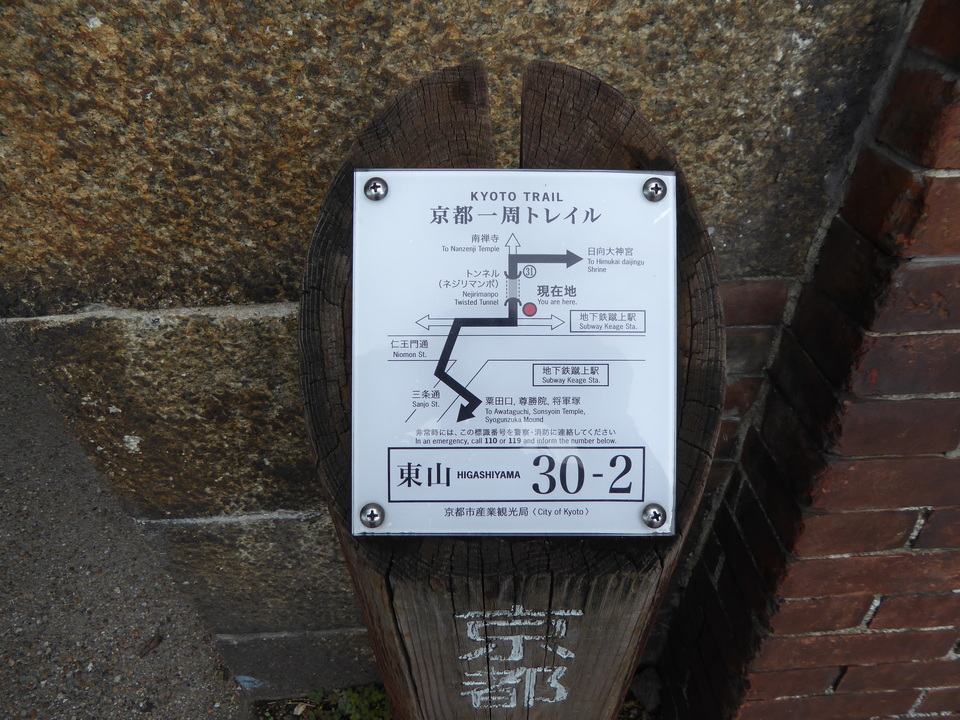 KYOTO TRAIL
京都一周トレイル
南禅寺
To Nanzenji Temple
日向大神宮
To Himukai daijingu
Shrine
トンネル
(ネジリマンポ)
Nejirimanpo
Twisted Tunnel
31
現在地
You are here.
地下鉄蹴上駅
Subway Keage Sta.
仁王門通
Niomon St.
地下鉄蹴上駅
Subway Keage Sta.
三条通
Sanjo St.
粟田口, 尊勝院, 将軍塚
To Awataguchi, Sonsyoin Temple,
Syogunzuka Mound
非常時には、この標識番号を警察・消防に連絡してください
In an emergency, call 110 or 119 and inform the number below.
東山 HIGASHIYAMA 30-2
京都市産業観光局〈City of Kyoto〉
京都